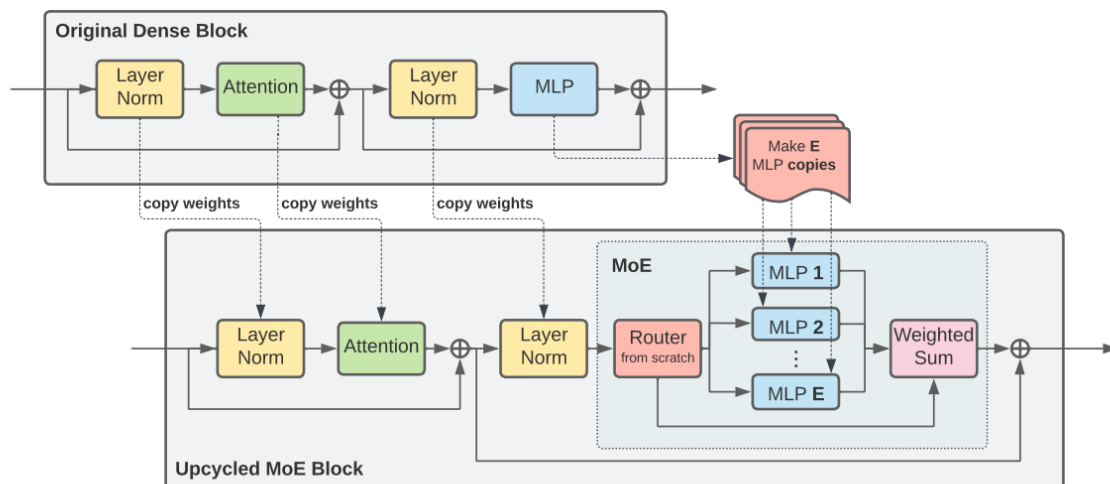 Original Dense Block
Layer
Norm
Attention
Layer
Norm
MLP
Make E
MLP copies
copy weights
copy weights
copy weights
MoE
MLP 1
Layer
Norm
Attention
Layer
Norm
Router
from scratch
MLP 2
Weighted
Sum
MLP E
Upcycled MoE Block